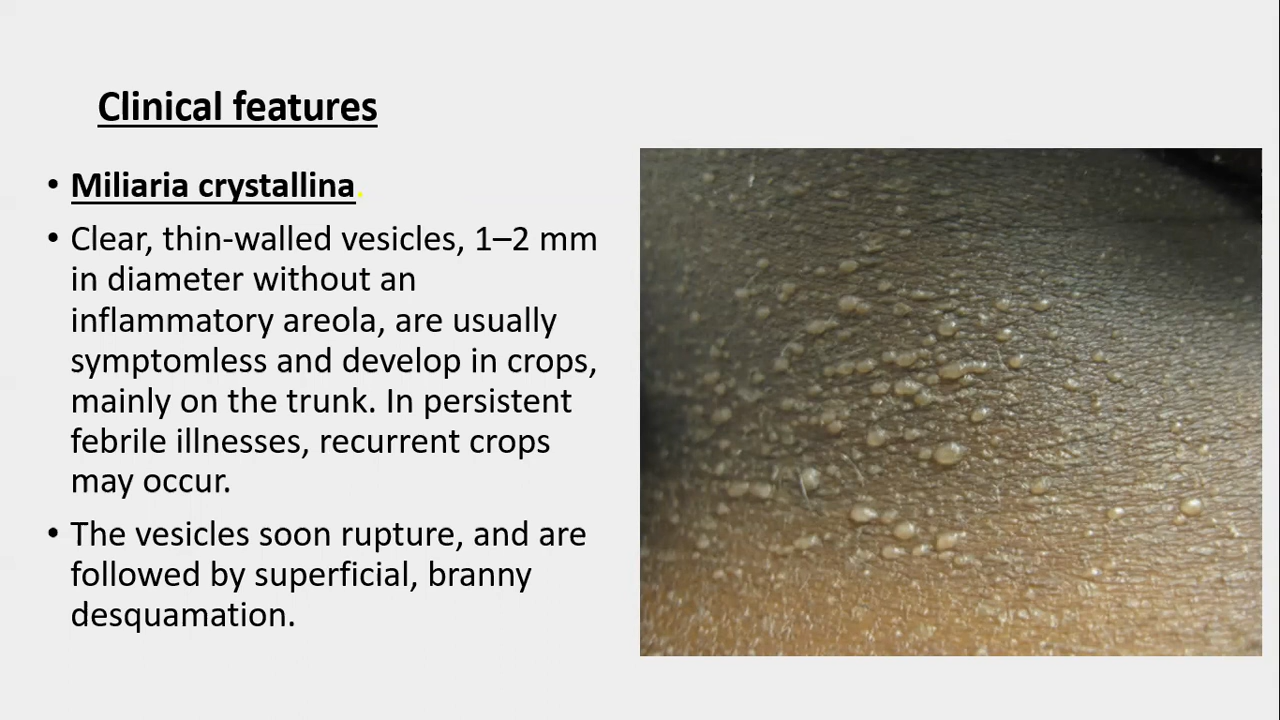 Clinical features
• Miliaria crystallina.
• Clear, thin-walled vesicles, 1–2 mm
in diameter without an
inflammatory areola, are usually
symptomless and develop in crops,
mainly on the trunk. In persistent
febrile illnesses, recurrent crops
may occur.
• The vesicles soon rupture, and are
followed by superficial, branny
desquamation.